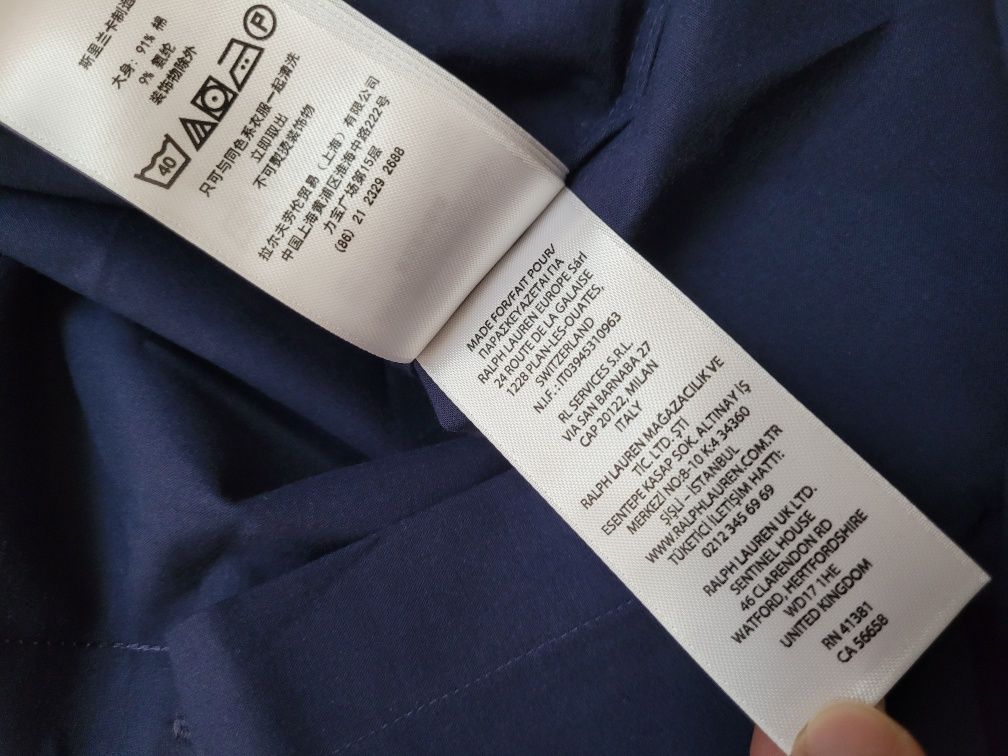 斯里兰卡制造
大身: 91% 棉
9% 氨纶
装饰物除外
40
P
只可与同色系衣服一起清洗
立即取出
不可熨烫装饰物
拉尔夫劳伦贸易 (上海) 有限公司
中国上海黄浦区淮海中路222号
力宝广场第15层
(86) 21 2329 2688
MADE FOR/FAIT POUR/
ΠΑΡΑΣΚΕΥΑΖΕΤΑΙ ΠΑ
RALPH LAUREN EUROPE Sárl
24 ROUTE DE LA GALAISE
1228 PLAN-LES-OUATES,
SWITZERLAND
N.I.F. : IT03945310963
RL SERVICES S.R.L.
VIA SAN BARNABA 27
CAP 20122, MILAN
ITALY
RALPH LAUREN MAĞAZACILIK VE
TİC. LTD. ŞTİ
ESENTEPE KASAP SOK. ALTINAY İŞ
MERKEZİ NO:8-10 K:4 34360
ŞİŞLİ – ISTANBUL
WWW.RALPHLAUREN.COM.TR
TÜKETİCİ İLETİŞİM HATTI:
0212 345 69 69
RALPH LAUREN UK LTD.
SENTINEL HOUSE
46 CLARENDON RD
WATFORD, HERTFORDSHIRE
WD17 1HE
UNITED KINGDOM
RN 41381
CA 56658